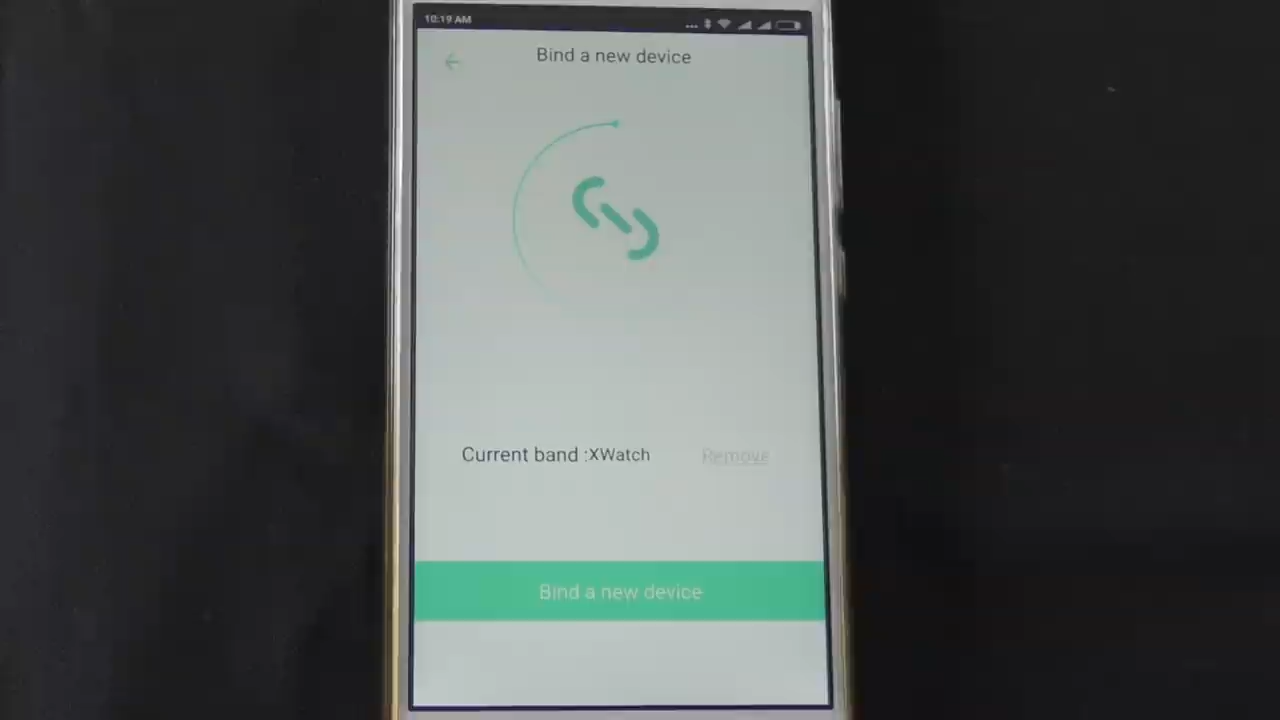 10:19 AM
Bind a new device
Current band :XWatch
Remove
Bind a new device